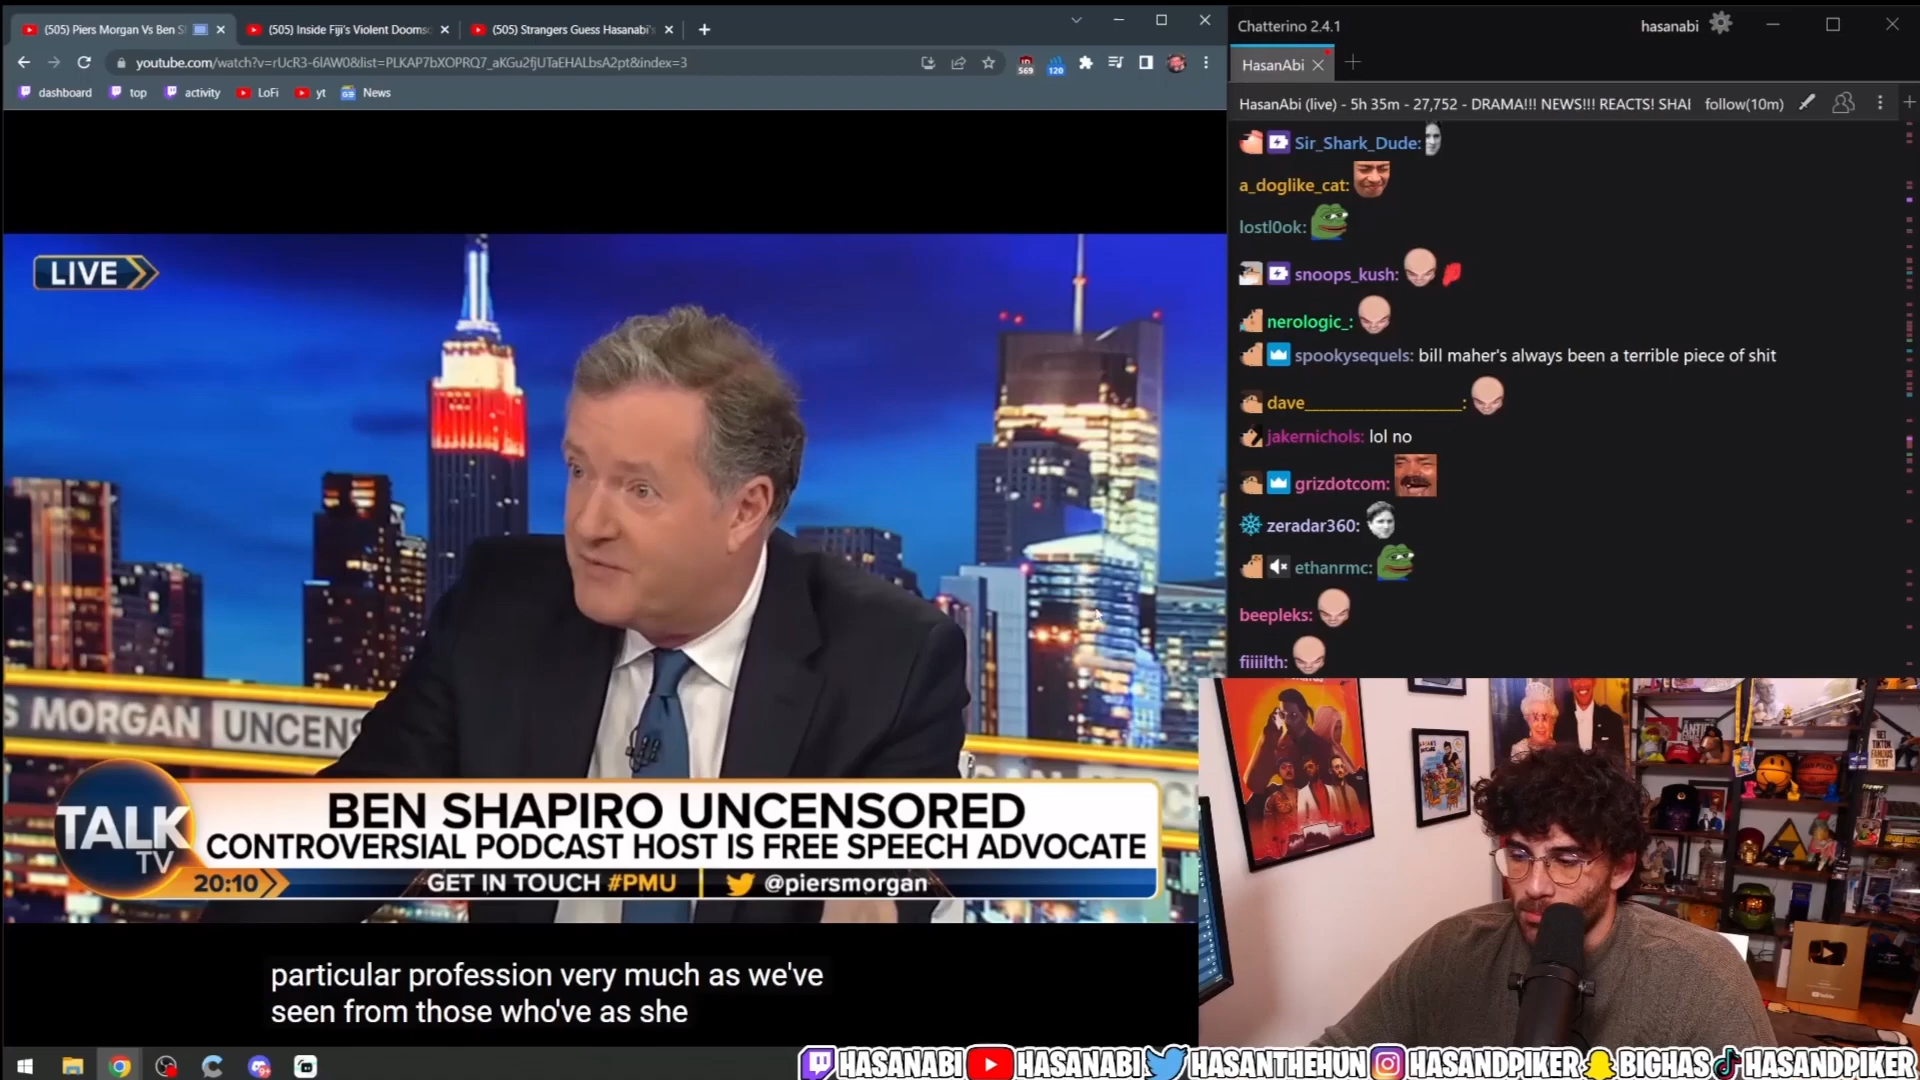 (505) Piers Morgan Vs Ben S
(505) Inside Fiji's Violent Dooms
(505) Strangers Guess Hasanabi's
youtube.com/watch?v=rUcR3-6lAW0&list=PLKAP7bXOPRQ7_aKGu2fjUTaEHALbsA2pt&index=3
569
120
dashboard
top
activity
LoFi
yt
News
LIVE
S MORGAN UNCENS
BEN SHAPIRO UNCENSORED
CONTROVERSIAL PODCAST HOST IS FREE SPEECH ADVOCATE
TALK
TV
20:10
GET IN TOUCH #PMU
@piersmorgan
particular profession very much as we've
seen from those who've as she
Chatterino 2.4.1
hasanabi
HasanAbi
HasanAbi (live) - 5h 35m - 27,752 - DRAMA!!! NEWS!!! REACTS! SHAI
follow(10m)
Sir_Shark_Dude:
a_doglike_cat:
lostl0ok:
snoops_kush:
nerologic_:
spookysequels: bill maher's always been a terrible piece of shit
dave__________________:
jakernichols: lol no
grizdotcom:
zeradar360:
ethanrmc:
beepleks:
fiiiilth:
HASANABI
HASANABI
HASANTHEHUN
HASANDPIKER
BIGHAS
HASANDPIKER